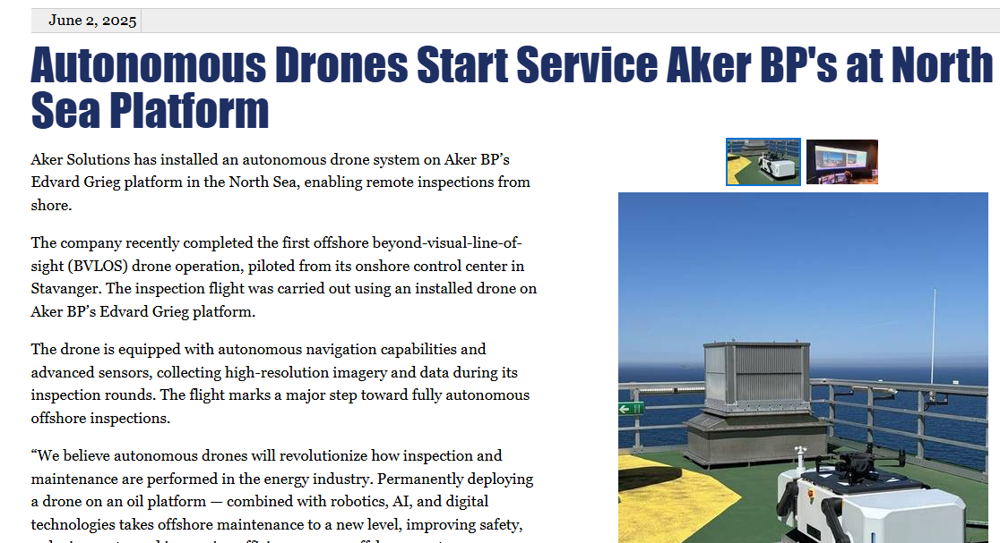 June 2, 2025
Autonomous Drones Start Service Aker BP's at North
Sea Platform
Aker Solutions has installed an autonomous drone system on Aker BP’s
Edvard Grieg platform in the North Sea, enabling remote inspections from
shore.
The company recently completed the first offshore beyond-visual-line-of-
sight (BVLOS) drone operation, piloted from its onshore control center in
Stavanger. The inspection flight was carried out using an installed drone on
Aker BP’s Edvard Grieg platform.
The drone is equipped with autonomous navigation capabilities and
advanced sensors, collecting high-resolution imagery and data during its
inspection rounds. The flight marks a major step toward fully autonomous
offshore inspections.
“We believe autonomous drones will revolutionize how inspection and
maintenance are performed in the energy industry. Permanently deploying
a drone on an oil platform — combined with robotics, AI, and digital
technologies takes offshore maintenance to a new level, improving safety,